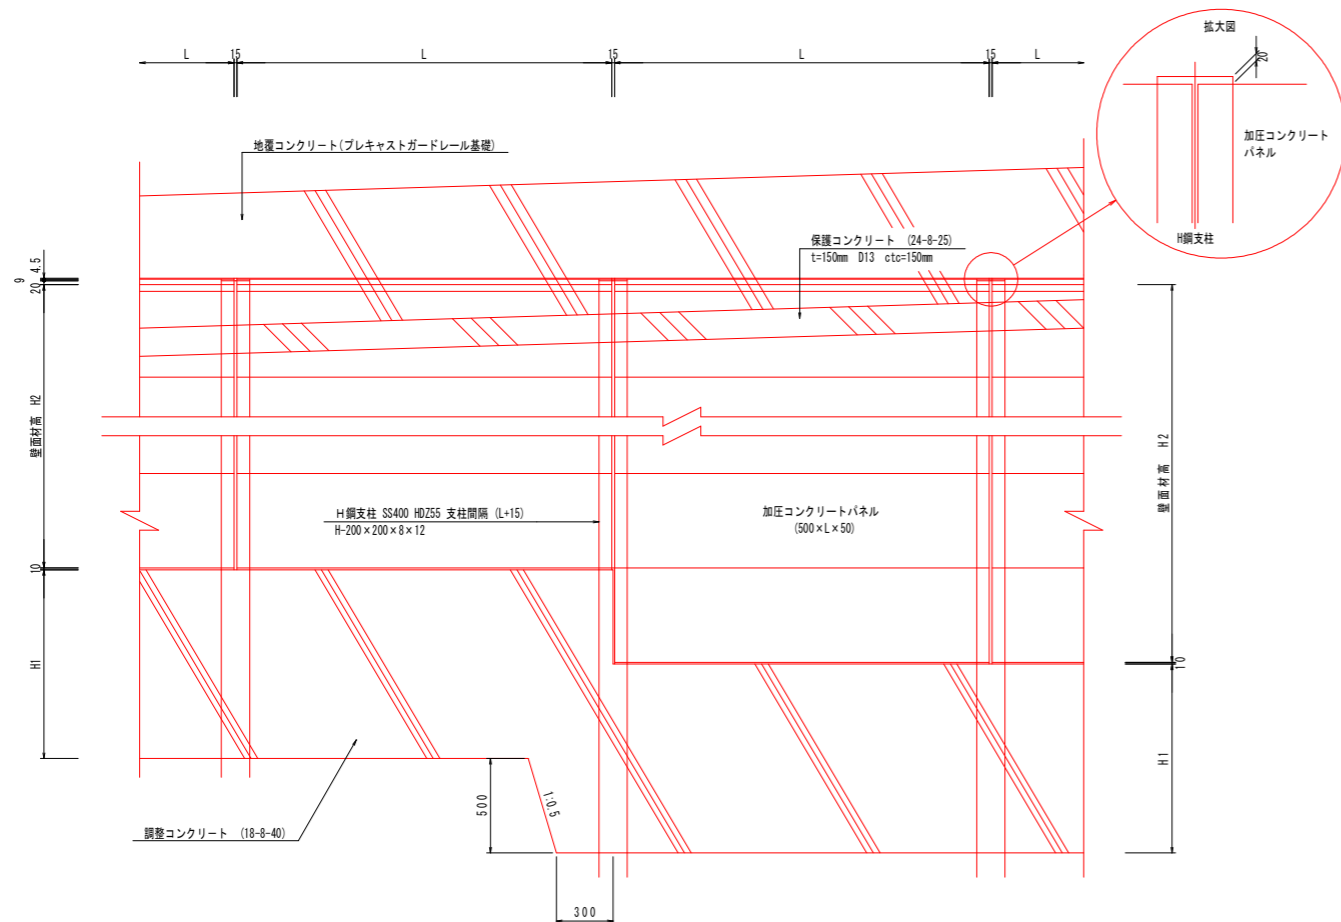 拡大図
L
15
L
15
L
15
L
20
加圧コンクリート
パネル
H鋼支柱
地覆コンクリート(プレキャストガードレール基礎)
保護コンクリート (24-8-25)
t=150mm D13 ctc=150mm
4.5
9
20
壁面材高 H2
10
H1
壁面材高 H2
10
H1
H鋼支柱 SS400 HDZ55 支柱間隔 (L+15)
H-200×200×8×12
加圧コンクリートパネル
(500×L×50)
調整コンクリート (18-8-40)
500
1:0.5
300